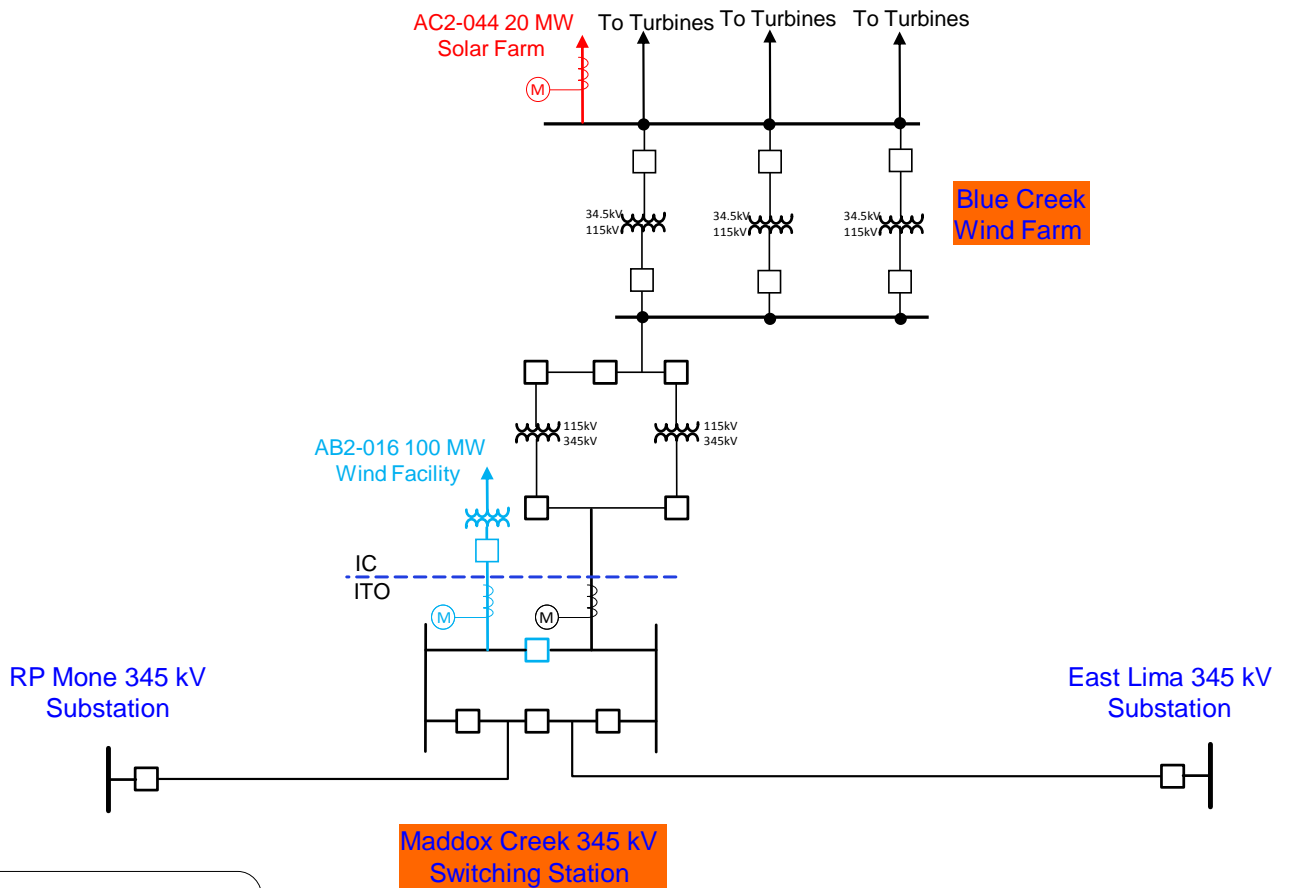 AC2-044 20 MW
Solar Farm
To Turbines
To Turbines
To Turbines
M
34.5kV
115kV
34.5kV
115kV
34.5kV
115kV
Blue Creek
Wind Farm
115kV
345kV
115kV
345kV
AB2-016 100 MW
Wind Facility
IC
ITO
M
M
RP Mone 345 kV
Substation
East Lima 345 kV
Substation
Maddox Creek 345 kV
Switching Station